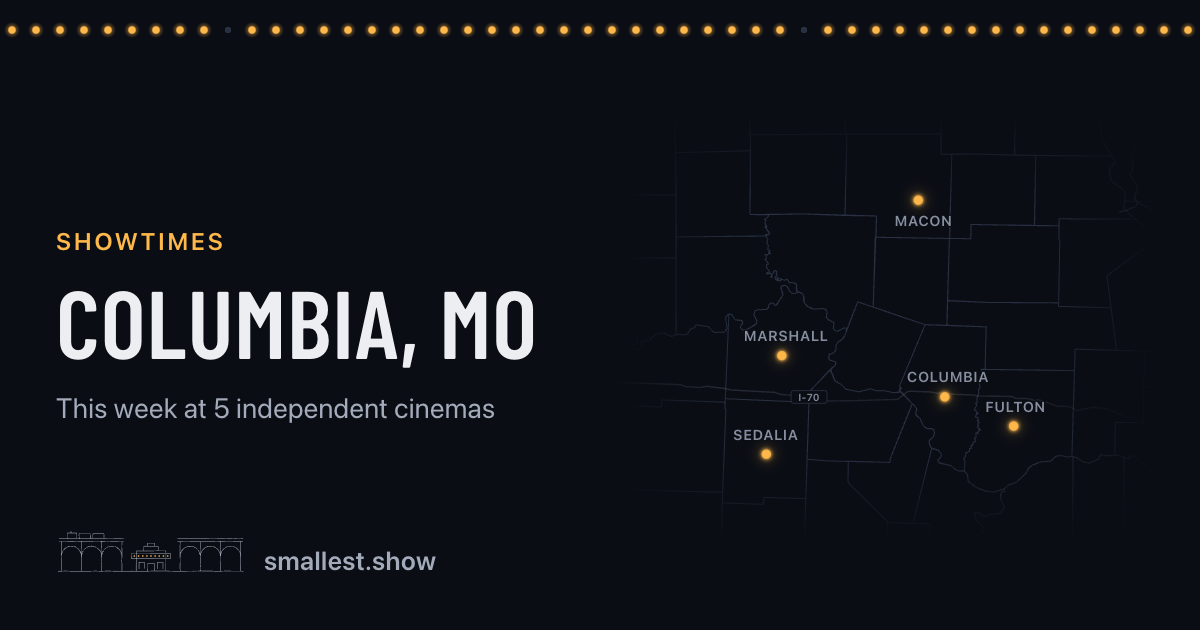 SHOWTIMES
COLUMBIA, MO
This week at 5 independent cinemas
smallest.show
MACON
MARSHALL
COLUMBIA
I-70
FULTON
SEDALIA